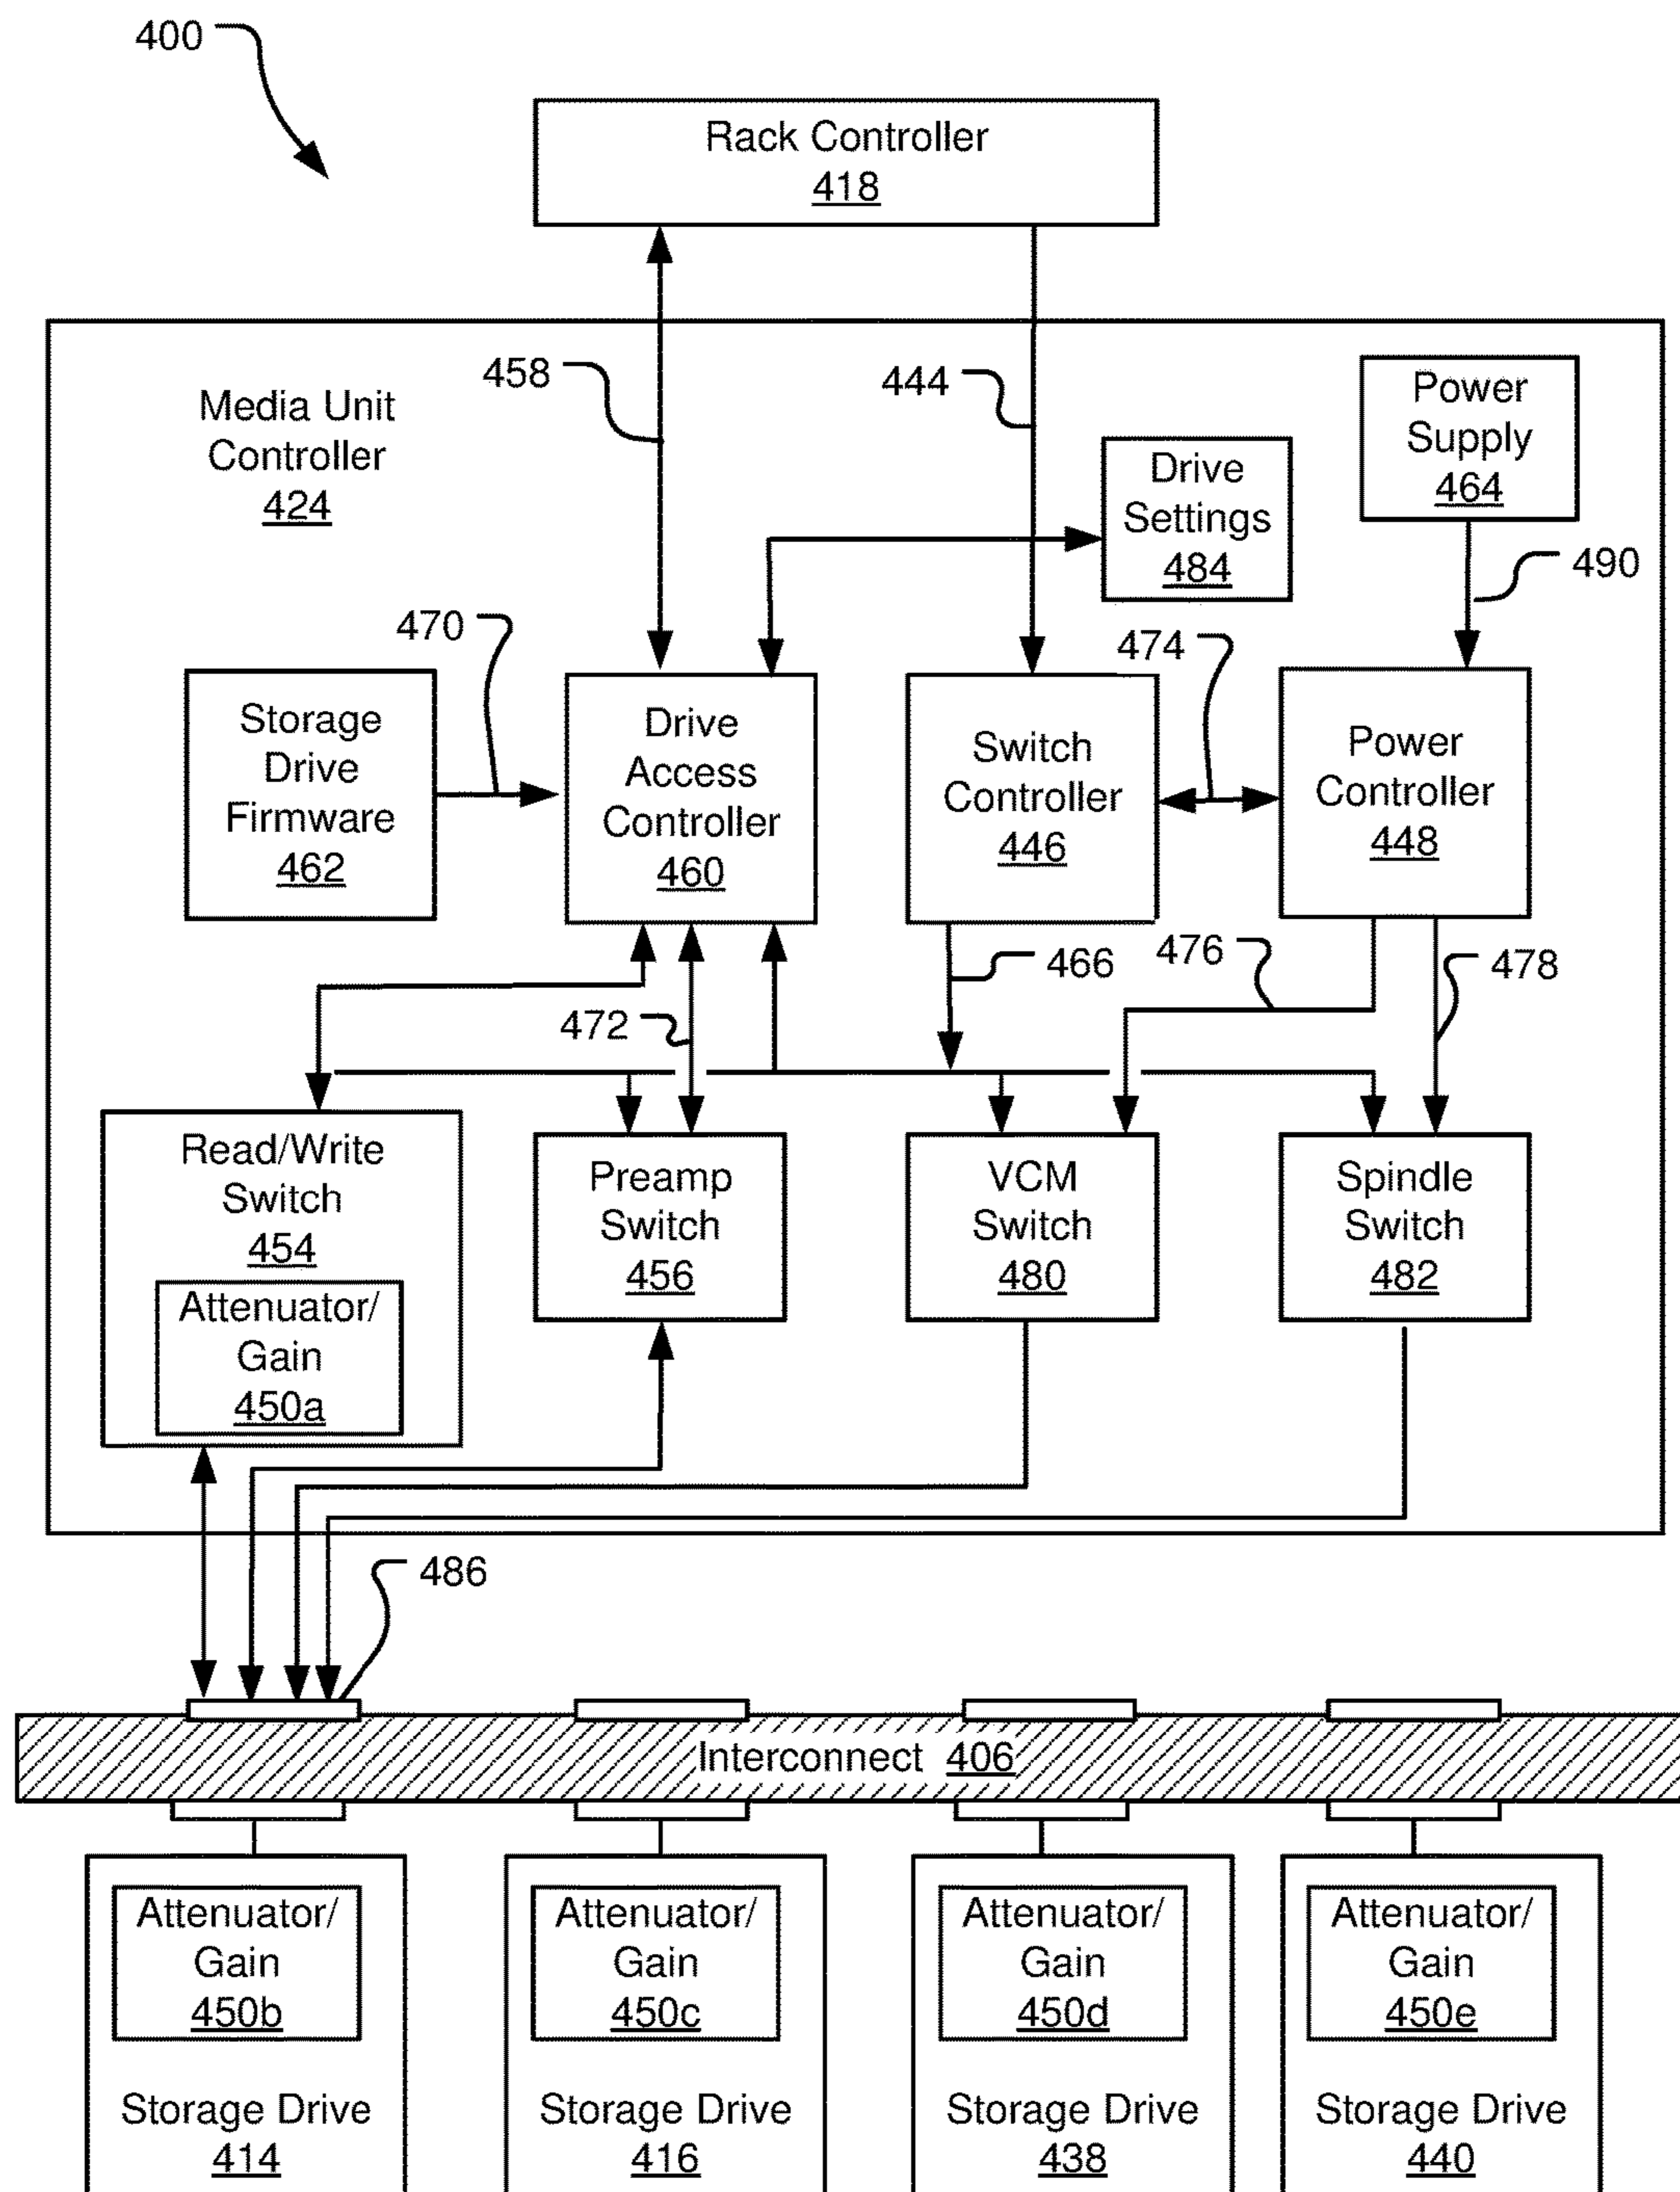 400
Rack Controller
418
458
444
Media Unit
Controller
424
Power
Supply
464
Drive
Settings
484
490
470
474
Storage
Drive
Firmware
462
Drive
Access
Controller
460
Switch
Controller
446
Power
Controller
448
466
476
478
472
Read/Write
Switch
454
Attenuator/
Gain
450a
Preamp
Switch
456
VCM
Switch
480
Spindle
Switch
482
486
Interconnect 406
Attenuator/
Gain
450b
Storage Drive
414
Attenuator/
Gain
450c
Storage Drive
416
Attenuator/
Gain
450d
Storage Drive
438
Attenuator/
Gain
450e
Storage Drive
440